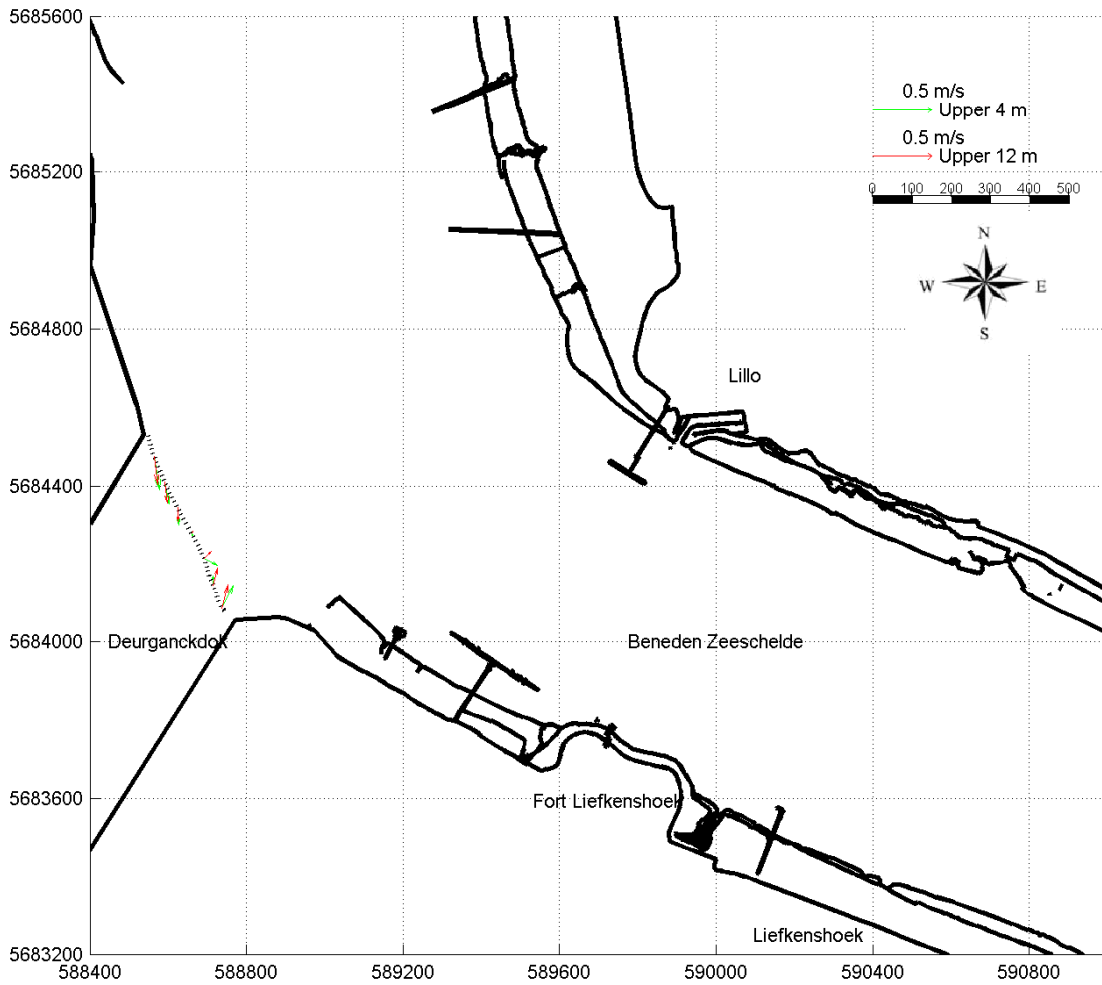 5685600
5685200
5684800
5684400
5684000
5683600
5683200
588400
588800
589200
589600
590000
590400
590800
0.5 m/s
Upper 4 m
0.5 m/s
Upper 12 m
0 100 200 300 400 500
N
W
E
S
Lillo
Deurganckdok
Beneden Zeeschelde
Fort Liefkenshoek
Liefkenshoek